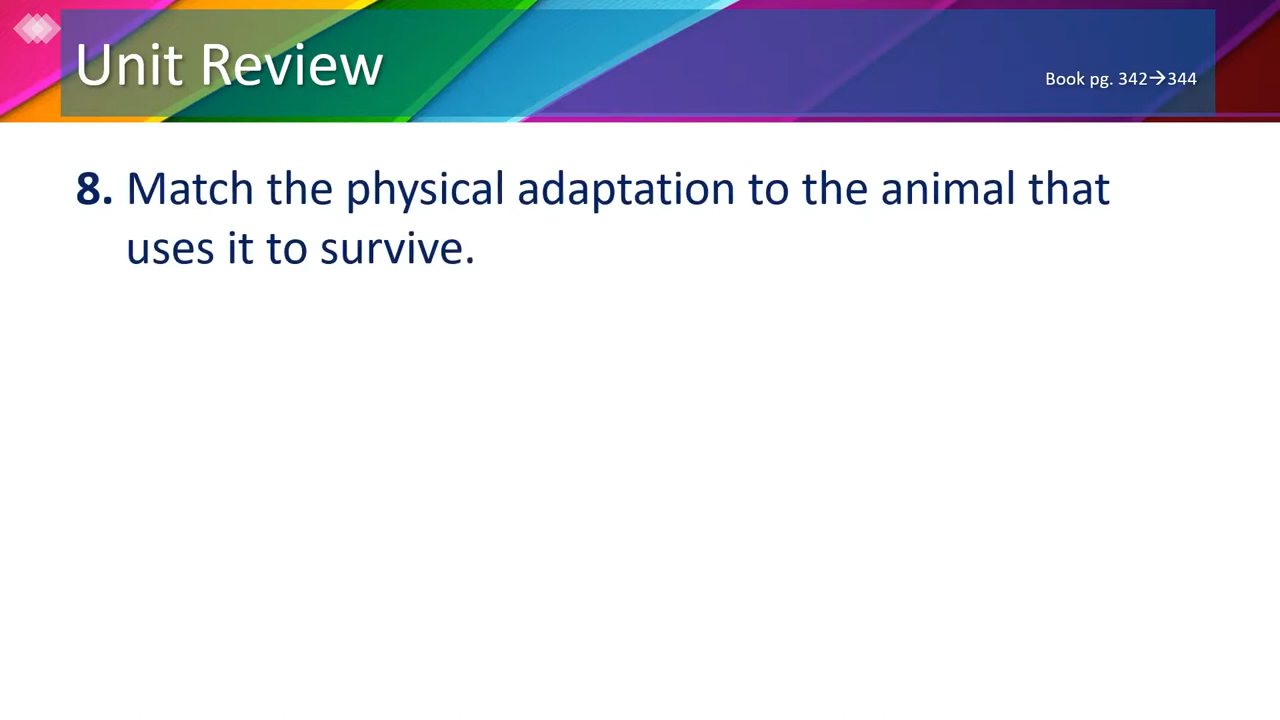 Unit Review
Book pg. 342→344
8. Match the physical adaptation to the animal that
uses it to survive.